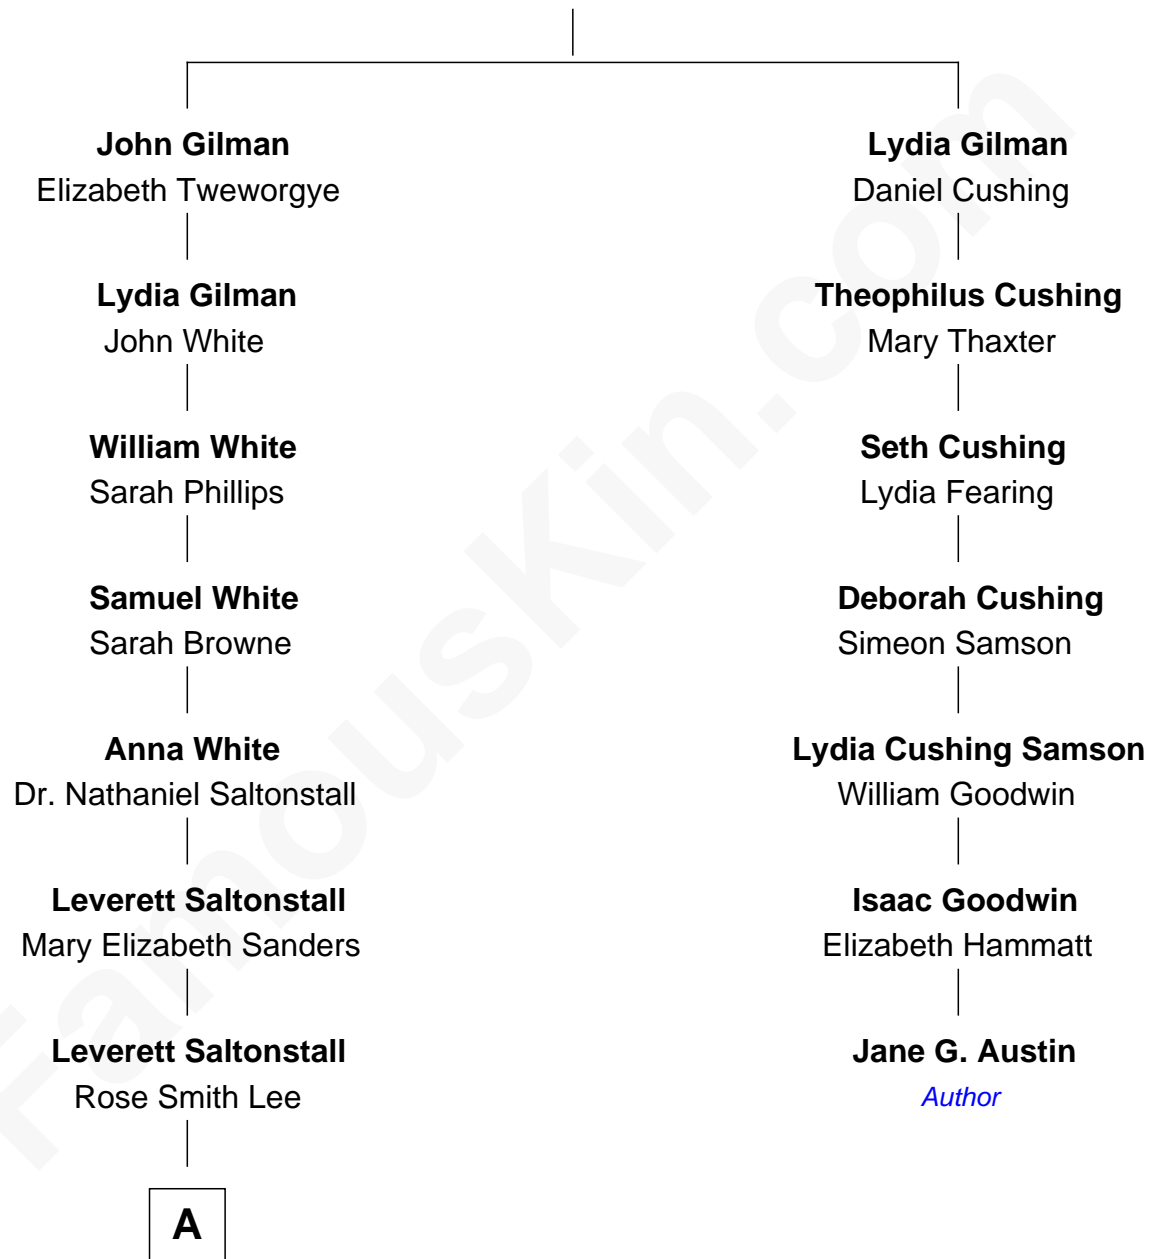 John Gilman
Elizabeth Tweworgye
Lydia Gilman
John White
William White
Sarah Phillips
Samuel White
Sarah Browne
Anna White
Dr. Nathaniel Saltonstall
Leverett Saltonstall
Mary Elizabeth Sanders
Leverett Saltonstall
Rose Smith Lee
A
Lydia Gilman
Daniel Cushing
Theophilus Cushing
Mary Thaxter
Seth Cushing
Lydia Fearing
Deborah Cushing
Simeon Samson
Lydia Cushing Samson
William Goodwin
Isaac Goodwin
Elizabeth Hammatt
Jane G. Austin
Author
FamousKin.com